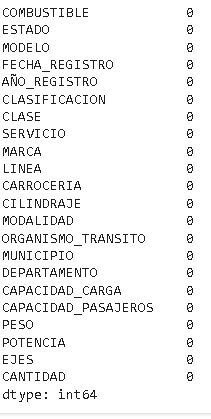 COMBUSTIBLE 0
ESTADO 0
MODELO 0
FECHA_REGISTRO 0
AÑO_REGISTRO 0
CLASIFICACION 0
CLASE 0
SERVICIO 0
MARCA 0
LINEA 0
CARROCERIA 0
CILINDRAJE 0
MODALIDAD 0
ORGANISMO_TRANSITO 0
MUNICIPIO 0
DEPARTAMENTO 0
CAPACIDAD_CARGA 0
CAPACIDAD_PASAJEROS 0
PESO 0
POTENCIA 0
EJES 0
CANTIDAD 0
dtype: int64